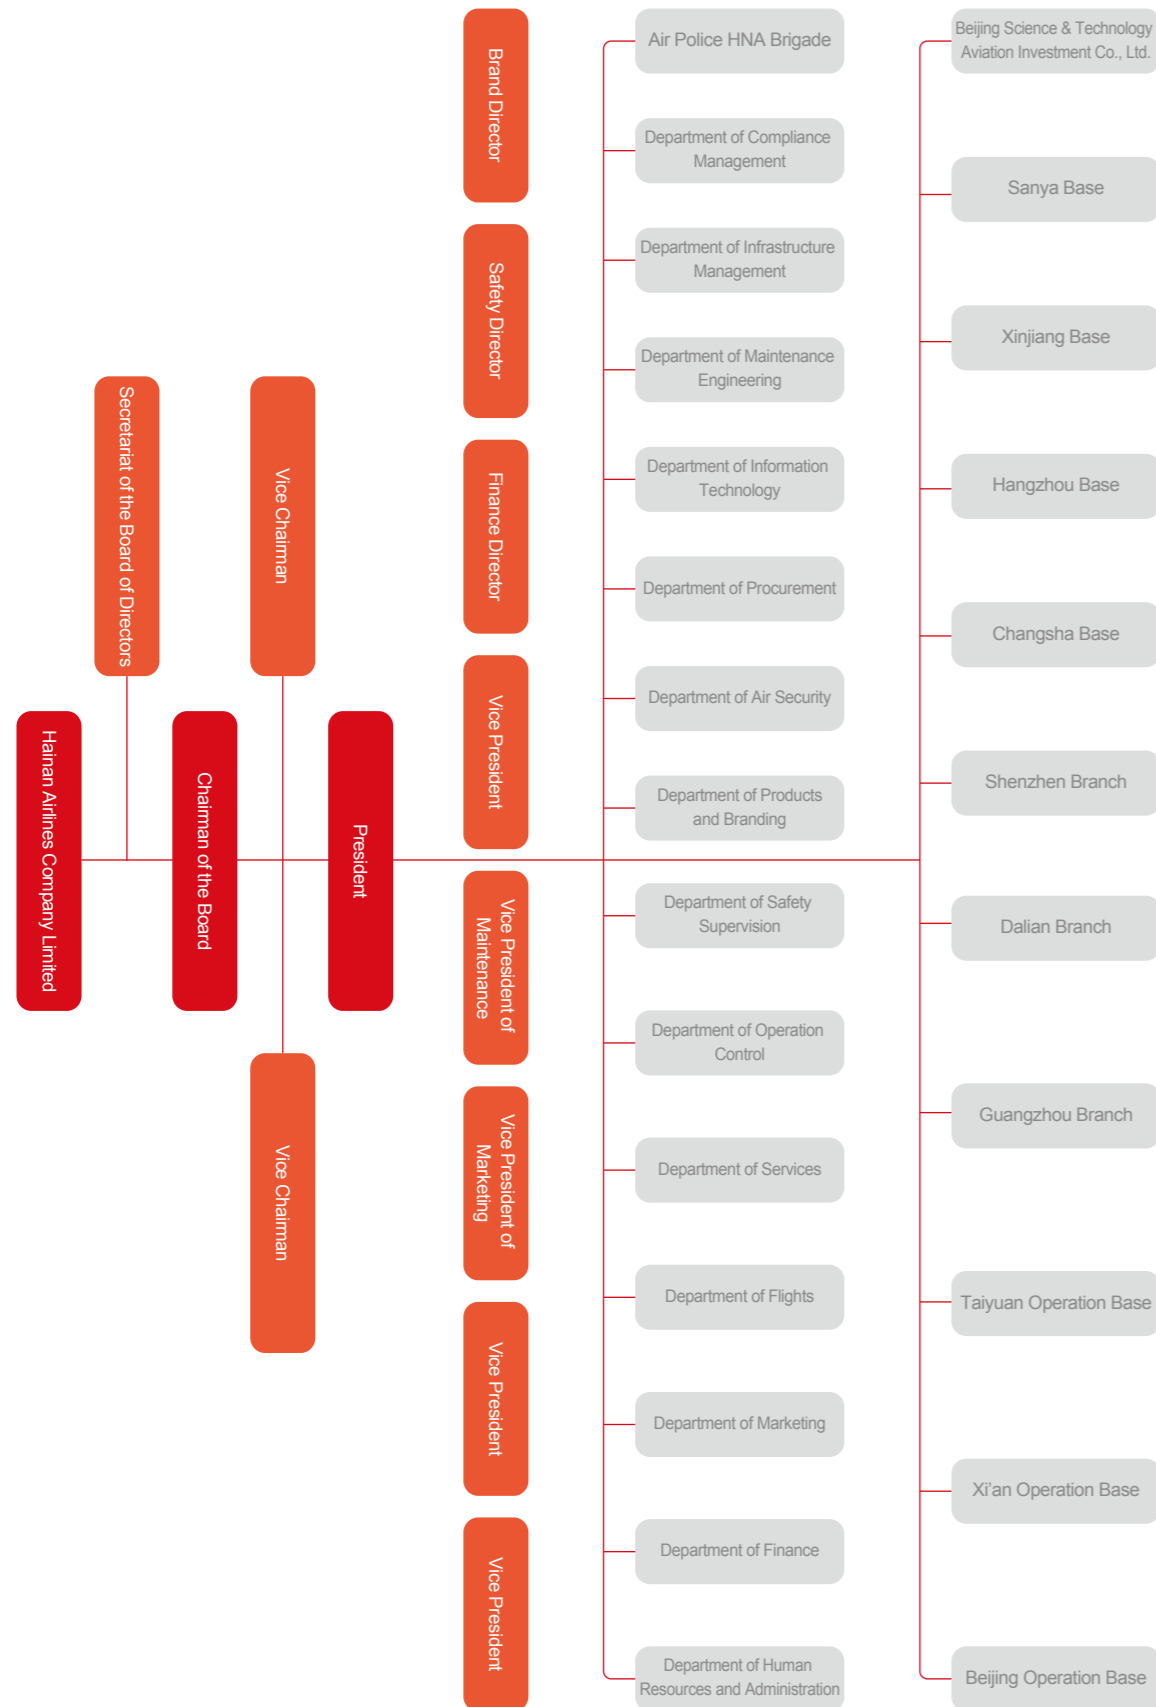 Hainan Airlines Company Limited
Secretariat of the Board of Directors
Chairman of the Board
Vice Chairman
Vice Chairman
President
Brand Director
Safety Director
Finance Director
Vice President
Vice President of
Maintenance
Vice President of
Marketing
Vice President
Vice President
Air Police HNA Brigade
Department of Compliance
Management
Department of Infrastructure
Management
Department of Maintenance
Engineering
Department of Information
Technology
Department of Procurement
Department of Air Security
Department of Products
and Branding
Department of Safety
Supervision
Department of Operation
Control
Department of Services
Department of Flights
Department of Marketing
Department of Finance
Department of Human
Resources and Administration
Beijing Science & Technology
Aviation Investment Co., Ltd.
Sanya Base
Xinjiang Base
Hangzhou Base
Changsha Base
Shenzhen Branch
Dalian Branch
Guangzhou Branch
Taiyuan Operation Base
Xi'an Operation Base
Beijing Operation Base